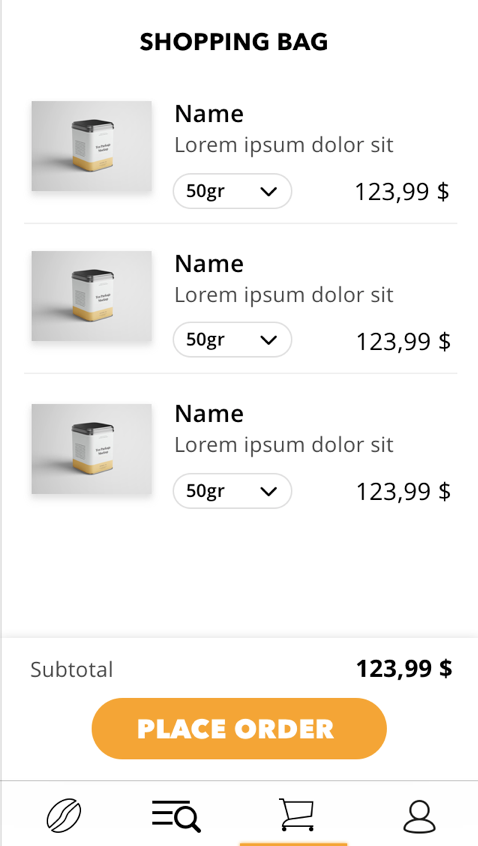 SHOPPING BAG
Name
Lorem ipsum dolor sit
50gr
123,99 $
Name
Lorem ipsum dolor sit
50gr
123,99 $
Name
Lorem ipsum dolor sit
50gr
123,99 $
Subtotal
123,99 $
PLACE ORDER